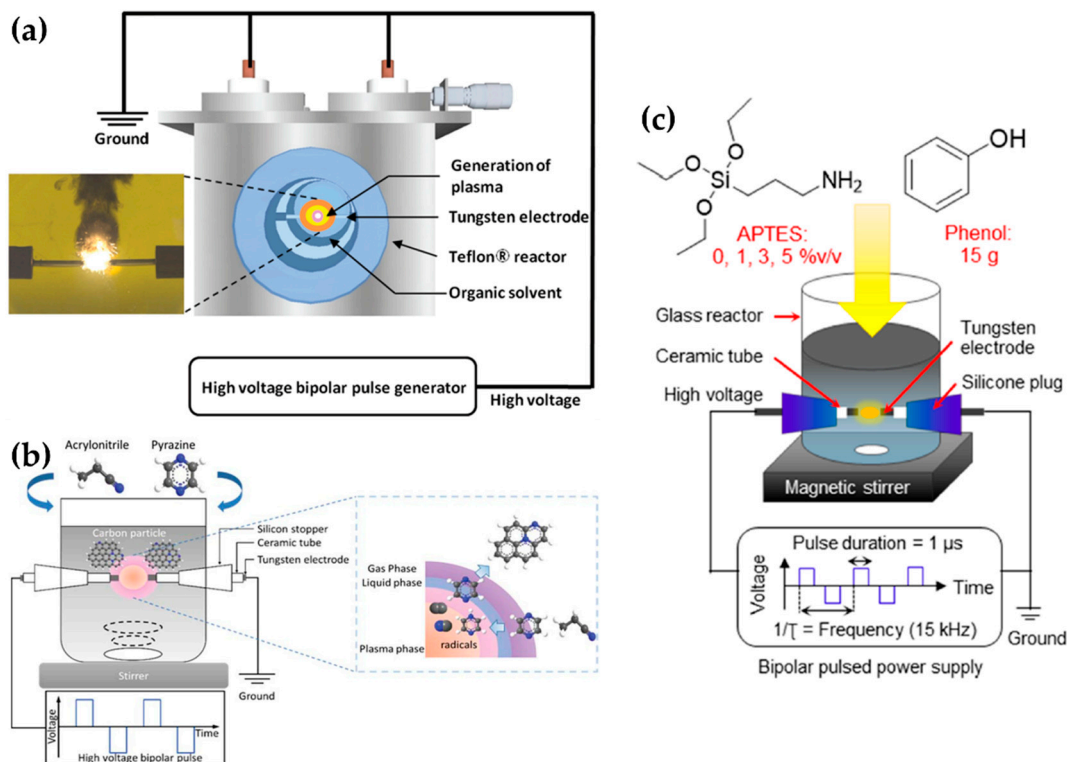 (a)
Ground
Generation of
plasma
Tungsten electrode
Teflon® reactor
Organic solvent
High voltage bipolar pulse generator
High voltage
(b)
Acrylonitrile
Pyrazine
Carbon particle
Silicon stopper
Ceramic tube
Tungsten electrode
Gas Phase
Liquid phase
Plasma phase
radicals
Stirrer
Ground
Voltage
Time
High voltage bipolar pulse
(c)
O
O
Si
O
NH2
OH
APTES:
0, 1, 3, 5 %v/v
Phenol:
15 g
Glass reactor
Tungsten
electrode
Ceramic tube
Silicone plug
High voltage
Magnetic stirrer
Pulse duration = 1 µs
Voltage
Time
1/τ = Frequency (15 kHz)
Ground
Bipolar pulsed power supply